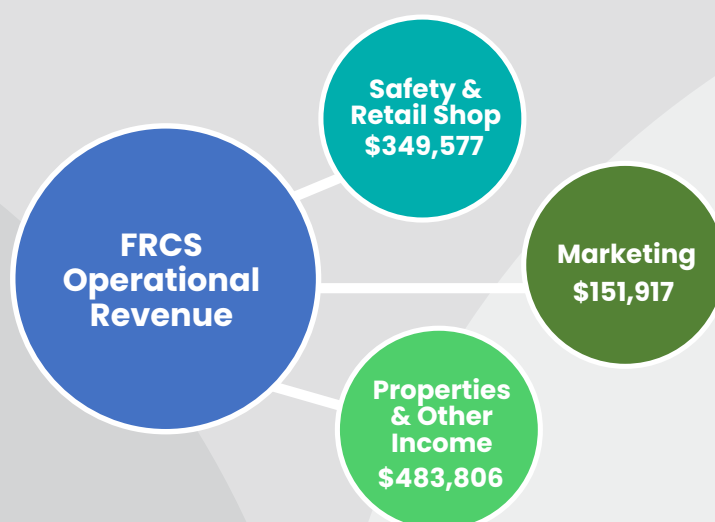 FRCS
Operational
Revenue
Safety &
Retail Shop
$349,577
Marketing
$151,917
Properties
& Other
Income
$483,806